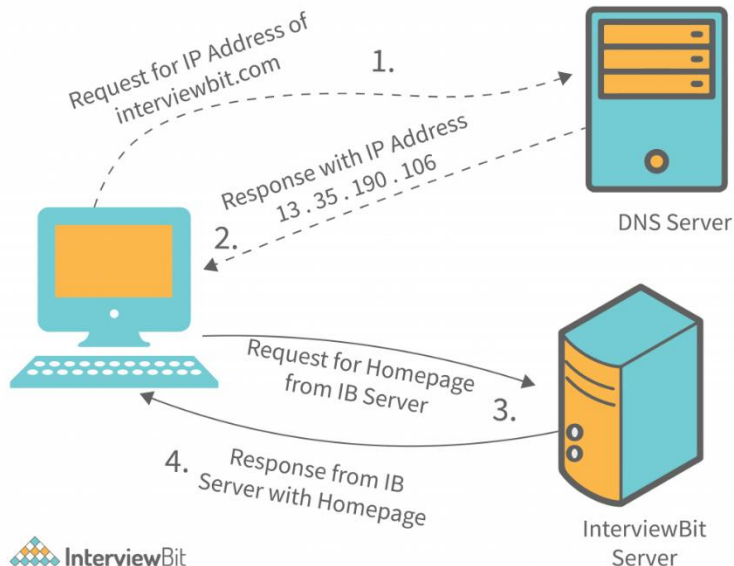 Request for IP Address of
interviewbit.com
1.
Response with IP Address
13 . 35 . 190 . 106
2.
DNS Server
Request for Homepage
from IB Server
3.
4.
Response from IB
Server with Homepage
InterviewBit
Server
InterviewBit